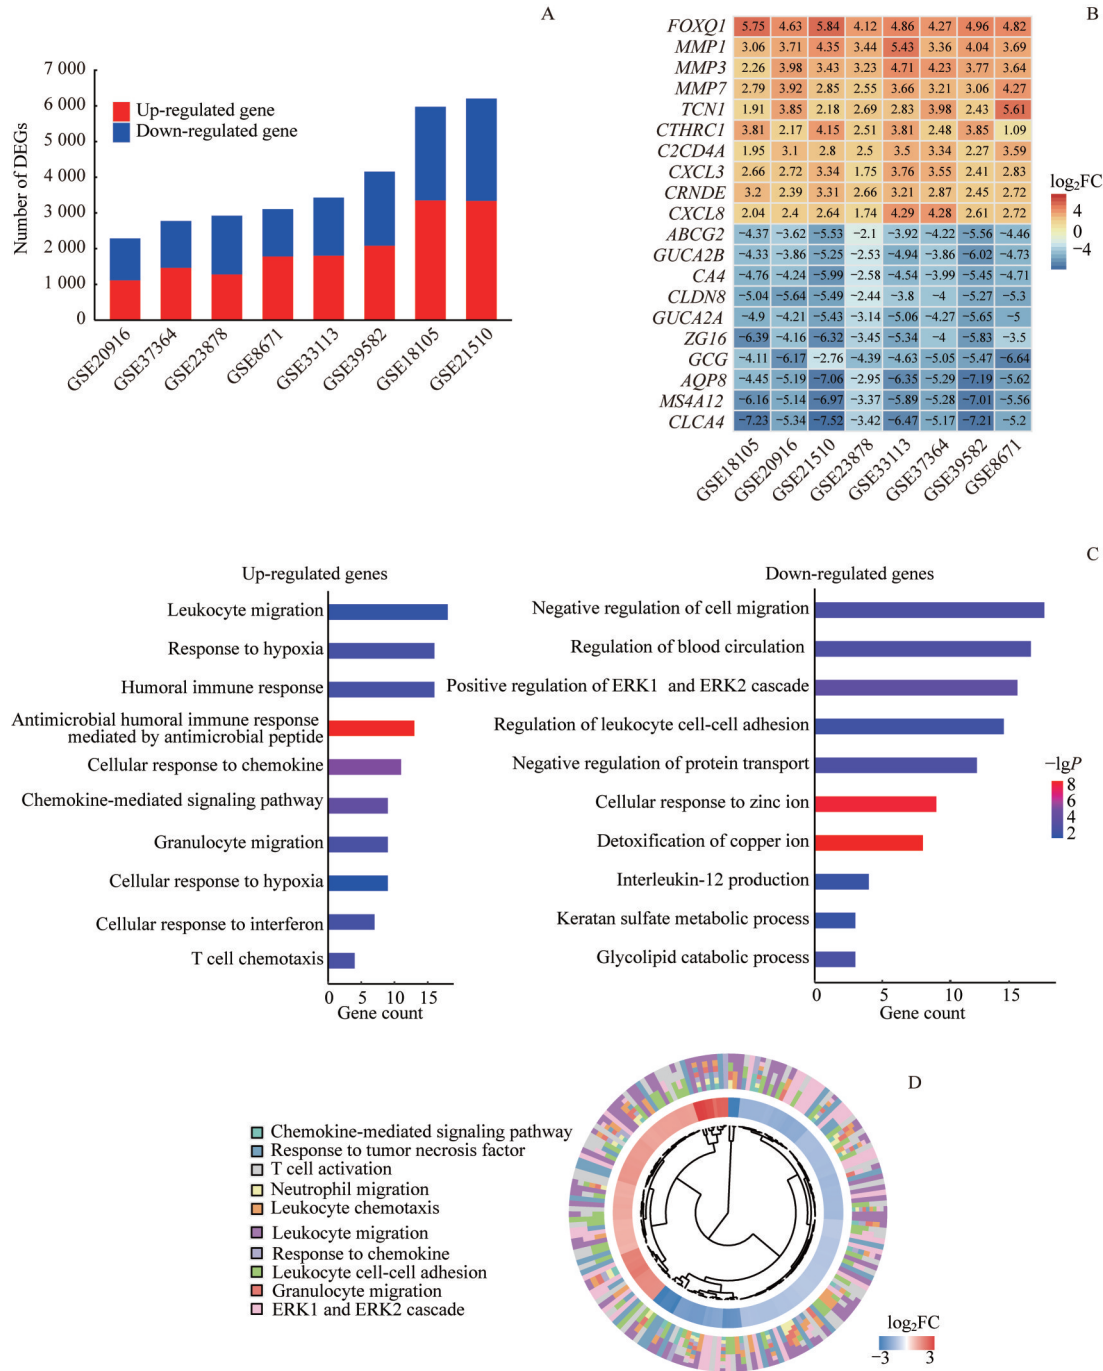 A
7 000
6 000
5 000
4 000
3 000
2 000
1 000
0
Number of DEGs
Up-regulated gene
Down-regulated gene
GSE20916
GSE37364
GSE23878
GSE8671
GSE33113
GSE39582
GSE18105
GSE21510
B
FOXQ1 5.75 4.63 5.84 4.12 4.86 4.27 4.96 4.82
MMP1 3.06 3.71 4.35 3.44 5.43 3.36 4.04 3.69
MMP3 2.26 3.98 3.43 3.23 4.71 4.23 3.77 3.64
MMP7 2.79 3.92 2.85 2.55 3.66 3.21 3.06 4.27
TCN1 1.91 3.85 2.18 2.69 2.83 3.98 2.43 5.61
CTHRC1 3.81 2.17 4.15 2.51 3.81 2.48 3.85 1.09
C2CD4A 1.95 3.1 2.8 2.5 3.5 3.34 2.27 3.59
CXCL3 2.66 2.72 3.34 1.75 3.76 3.55 2.41 2.83
CRNDE 3.2 2.39 3.31 2.66 3.21 2.87 2.45 2.72
CXCL8 2.04 2.4 2.64 1.74 4.29 4.28 2.61 2.72
ABCG2 −4.37 −3.62 −5.53 −2.1 −3.92 −4.22 −5.56 −4.46
GUCA2B −4.33 −3.86 −5.25 −2.53 −4.94 −3.86 −6.02 −4.73
CA4 −4.76 −4.24 −5.99 −2.58 −4.54 −3.99 −5.45 −4.71
CLDN8 −5.04 −5.64 −5.49 −2.44 −3.8 −4 −5.27 −5.3
GUCA2A −4.9 −4.21 −5.43 −3.14 −5.06 −4.27 −5.65 −5
ZG16 −6.39 −4.16 −6.32 −3.45 −5.34 −4 −5.83 −3.5
GCG −4.11 −6.17 −2.76 −4.39 −4.63 −5.05 −5.47 −6.64
AQP8 −4.45 −5.19 −7.06 −2.95 −6.35 −5.29 −7.19 −5.62
MS4A12 −6.16 −5.14 −6.97 −3.37 −5.89 −5.28 −7.01 −5.56
CLCA4 −7.23 −5.34 −7.52 −3.42 −6.47 −5.17 −7.21 −5.2
GSE18105
GSE20916
GSE21510
GSE23878
GSE33113
GSE37364
GSE39582
GSE8671
log₂FC
4
0
−4
C
Up-regulated genes
Leukocyte migration
Response to hypoxia
Humoral immune response
Antimicrobial humoral immune response
mediated by antimicrobial peptide
Cellular response to chemokine
Chemokine-mediated signaling pathway
Granulocyte migration
Cellular response to hypoxia
Cellular response to interferon
T cell chemotaxis
0 5 10 15
Gene count
Down-regulated genes
Negative regulation of cell migration
Regulation of blood circulation
Positive regulation of ERK1 and ERK2 cascade
Regulation of leukocyte cell-cell adhesion
Negative regulation of protein transport
Cellular response to zinc ion
Detoxification of copper ion
Interleukin-12 production
Keratan sulfate metabolic process
Glycolipid catabolic process
0 5 10 15
Gene count
−lgP
8
6
4
2
D
Chemokine-mediated signaling pathway
Response to tumor necrosis factor
T cell activation
Neutrophil migration
Leukocyte chemotaxis
Leukocyte migration
Response to chemokine
Leukocyte cell-cell adhesion
Granulocyte migration
ERK1 and ERK2 cascade
log₂FC
−3 3